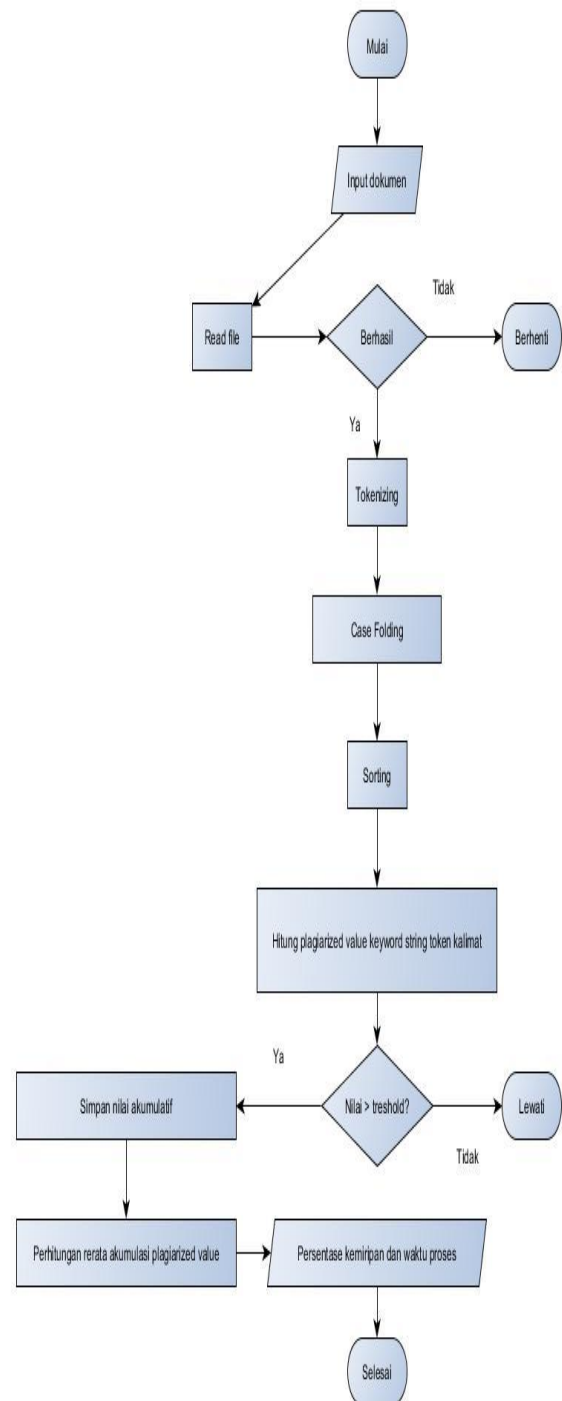 Mulai
Input dokumen
Tidak
Read file
Berhasil
Berhenti
Ya
Tokenizing
Case Folding
Sorting
Hitung plagiarized value keyword string token kalimat
Ya
Simpan nilai akumulatif
Nilai > treshold?
Lewati
Tidak
Perhitungan rerata akumulasi plagiarized value
Persentase kemiripan dan waktu proses
Selesai